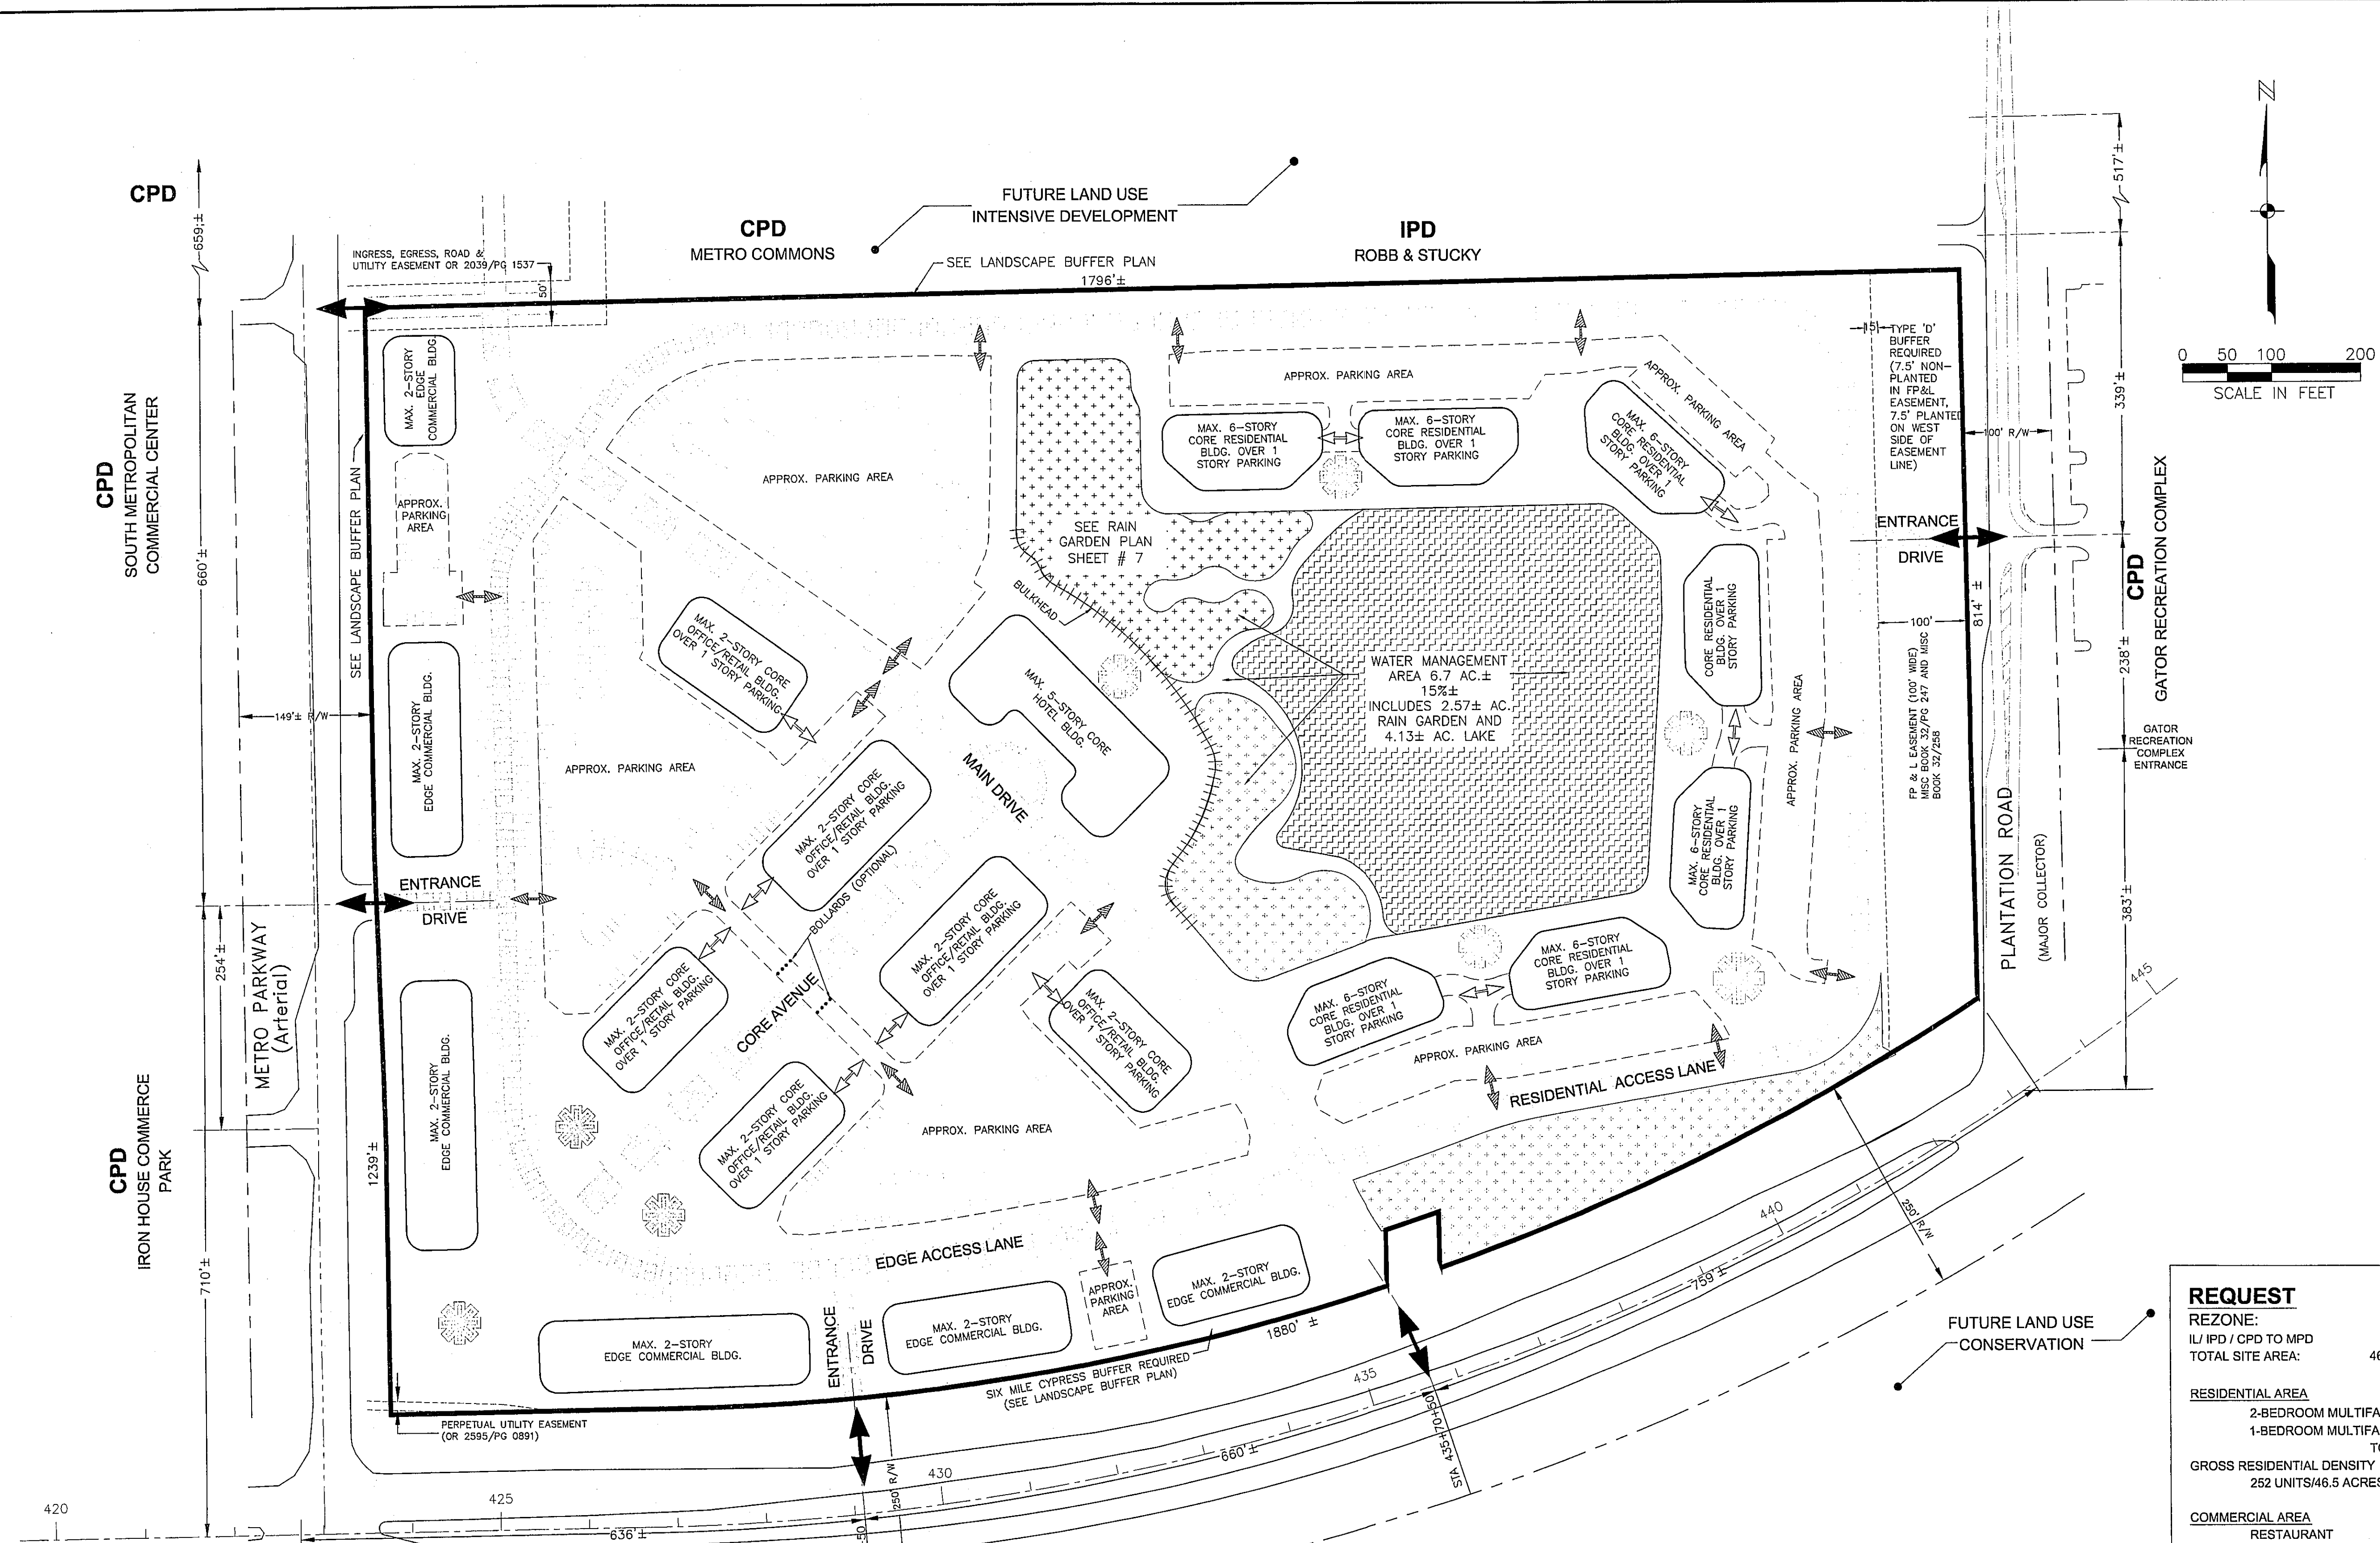 CPD
659'±
FUTURE LAND USE
INTENSIVE DEVELOPMENT
CPD
METRO COMMONS
IPD
ROBB & STUCKY
INGRESS, EGRESS, ROAD &
UTILITY EASEMENT OR 2039/PG 1537
50'
SEE LANDSCAPE BUFFER PLAN
1796'±
N
517'±
0 50 100 200
SCALE IN FEET
CPD
SOUTH METROPOLITAN
COMMERCIAL CENTER
660'±
SEE LANDSCAPE BUFFER PLAN
MAX. 2-STORY
EDGE
COMMERCIAL BLDG.
APPROX.
PARKING
AREA
APPROX. PARKING AREA
APPROX. PARKING AREA
APPROX. PARKING AREA
MAX. 6-STORY
CORE RESIDENTIAL
BLDG. OVER 1
STORY PARKING
MAX. 6-STORY
CORE RESIDENTIAL
BLDG. OVER 1
STORY PARKING
MAX. 6-STORY
CORE RESIDENTIAL
BLDG. OVER 1
STORY PARKING
15'
TYPE 'D'
BUFFER
REQUIRED
(7.5' NON-
PLANTED
IN FP&L
EASEMENT,
7.5' PLANTED
ON WEST
SIDE OF
EASEMENT
LINE)
100' R/W
339'±
CPD
GATOR RECREATION COMPLEX
SEE RAIN
GARDEN PLAN
SHEET # 7
BULKHEAD
ENTRANCE
DRIVE
814' ±
100'
238'±
GATOR
RECREATION
COMPLEX
ENTRANCE
CORE RESIDENTIAL
BLDG. OVER 1
STORY PARKING
MAX. 2-STORY CORE
OFFICE/RETAIL BLDG.
OVER 1 STORY PARKING
MAX. 5-STORY CORE
HOTEL BLDG.
WATER MANAGEMENT
AREA 6.7 AC.±
15%±
INCLUDES 2.57± AC.
RAIN GARDEN AND
4.13± AC. LAKE
FP & L EASEMENT (100' WIDE)
MISC BOOK 32/PG 247 AND MISC
BOOK 32/258
149'± R/W
MAX. 2-STORY
EDGE COMMERCIAL BLDG.
APPROX. PARKING AREA
MAIN DRIVE
APPROX. PARKING AREA
MAX. 6-STORY
CORE RESIDENTIAL
BLDG. OVER 1
STORY PARKING
PLANTATION ROAD
(MAJOR COLLECTOR)
383'±
MAX. 2-STORY CORE
OFFICE/RETAIL BLDG.
OVER 1 STORY PARKING
BOLLARDS (OPTIONAL)
ENTRANCE
DRIVE
254'±
METRO PARKWAY
(Arterial)
MAX. 2-STORY CORE
OFFICE/RETAIL BLDG.
OVER 1 STORY PARKING
MAX. 2-STORY CORE
OFFICE/RETAIL BLDG.
OVER 1 STORY PARKING
CORE AVENUE
MAX. 2-STORY CORE
OFFICE/RETAIL BLDG.
OVER 1 STORY PARKING
MAX. 6-STORY
CORE RESIDENTIAL
BLDG. OVER 1
STORY PARKING
MAX. 6-STORY
CORE RESIDENTIAL
BLDG. OVER 1
STORY PARKING
APPROX. PARKING AREA
RESIDENTIAL ACCESS LANE
445
MAX. 2-STORY
EDGE COMMERCIAL BLDG.
MAX. 2-STORY CORE
OFFICE/RETAIL BLDG.
OVER 1 STORY PARKING
APPROX. PARKING AREA
CPD
IRON HOUSE COMMERCE
PARK
1239'±
710'±
EDGE ACCESS LANE
440
250' R/W
759'±
MAX. 2-STORY
EDGE COMMERCIAL BLDG.
ENTRANCE
DRIVE
MAX. 2-STORY
EDGE COMMERCIAL BLDG.
APPROX.
PARKING
AREA
MAX. 2-STORY
EDGE COMMERCIAL BLDG.
1880' ±
SIX MILE CYPRESS BUFFER REQUIRED
(SEE LANDSCAPE BUFFER PLAN)
FUTURE LAND USE
CONSERVATION
PERPETUAL UTILITY EASEMENT
(OR 2595/PG 0891)
435
STA 435+70+50
660'±
250' R/W
430
425
420
636'±
50
REQUEST
REZONE:
IL/ IPD / CPD TO MPD
TOTAL SITE AREA: 46
RESIDENTIAL AREA
2-BEDROOM MULTIFA
1-BEDROOM MULTIFA
TO
GROSS RESIDENTIAL DENSITY
252 UNITS/46.5 ACRES
COMMERCIAL AREA
RESTAURANT